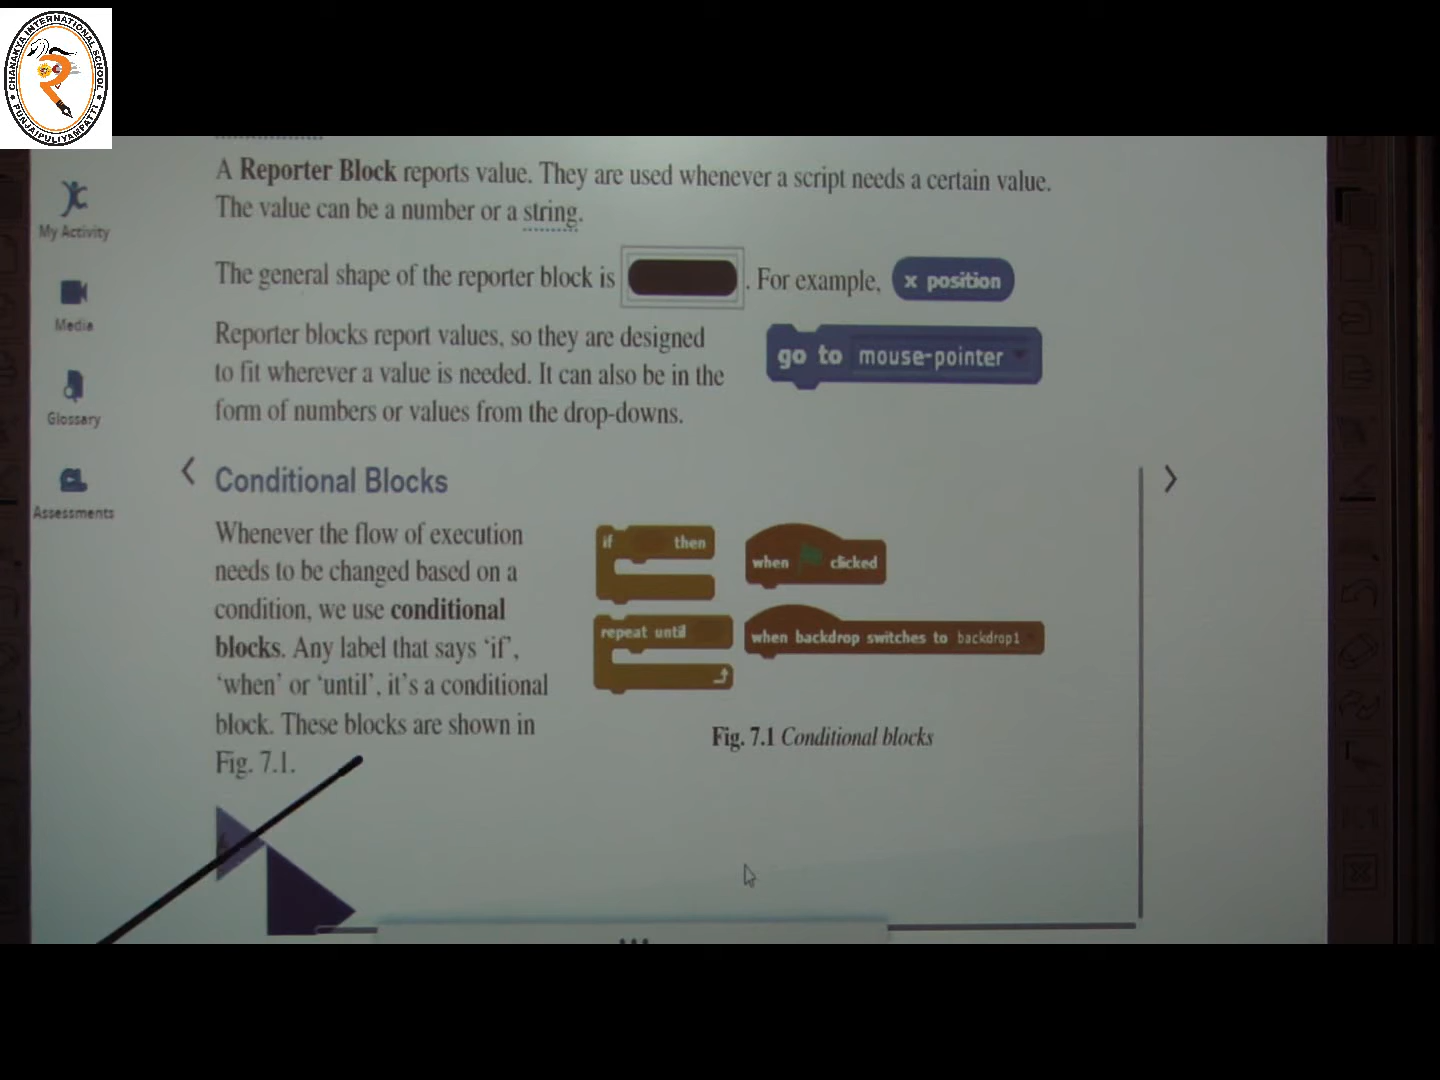 CHANAKYA INTERNATIONAL SCHOOL
PUNJAIPULIYAMPATTI
My Activity
Media
Glossary
Assessments
A Reporter Block reports value. They are used whenever a script needs a certain value.
The value can be a number or a string.
The general shape of the reporter block is . For example, x position
Reporter blocks report values, so they are designed
to fit wherever a value is needed. It can also be in the
form of numbers or values from the drop-downs.
go to mouse-pointer
Conditional Blocks
Whenever the flow of execution
needs to be changed based on a
condition, we use conditional
blocks. Any label that says ‘if’,
‘when’ or ‘until’, it’s a conditional
block. These blocks are shown in
Fig. 7.1.
if then
when clicked
repeat until
when backdrop switches to backdrop1
Fig. 7.1 Conditional blocks